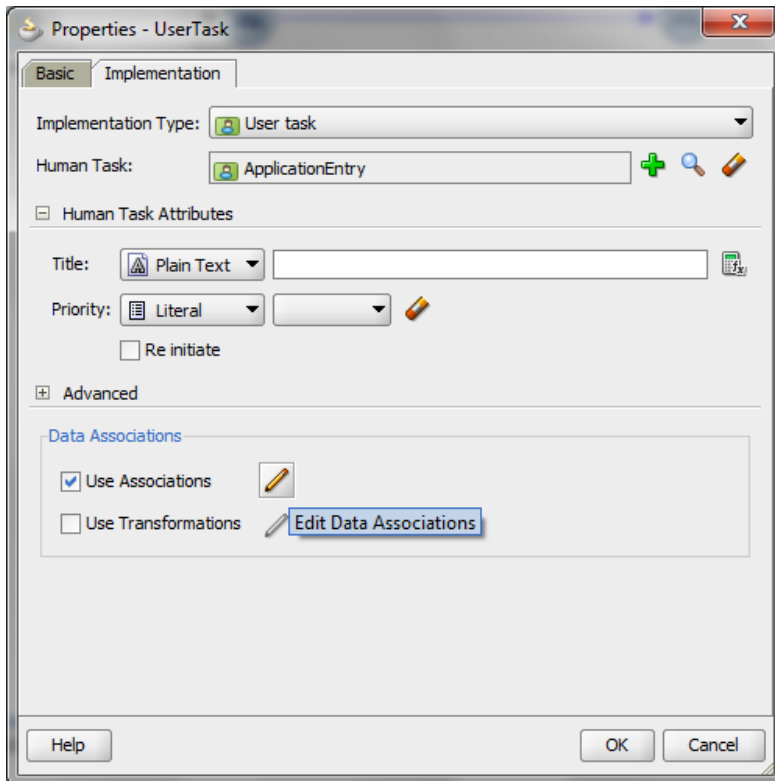 Properties - UserTask
Basic Implementation
Implementation Type: User task
Human Task: ApplicationEntry
Human Task Attributes
Title: Plain Text
Priority: Literal
Re initiate
Advanced
Data Associations
Use Associations
Use Transformations Edit Data Associations
Help OK Cancel